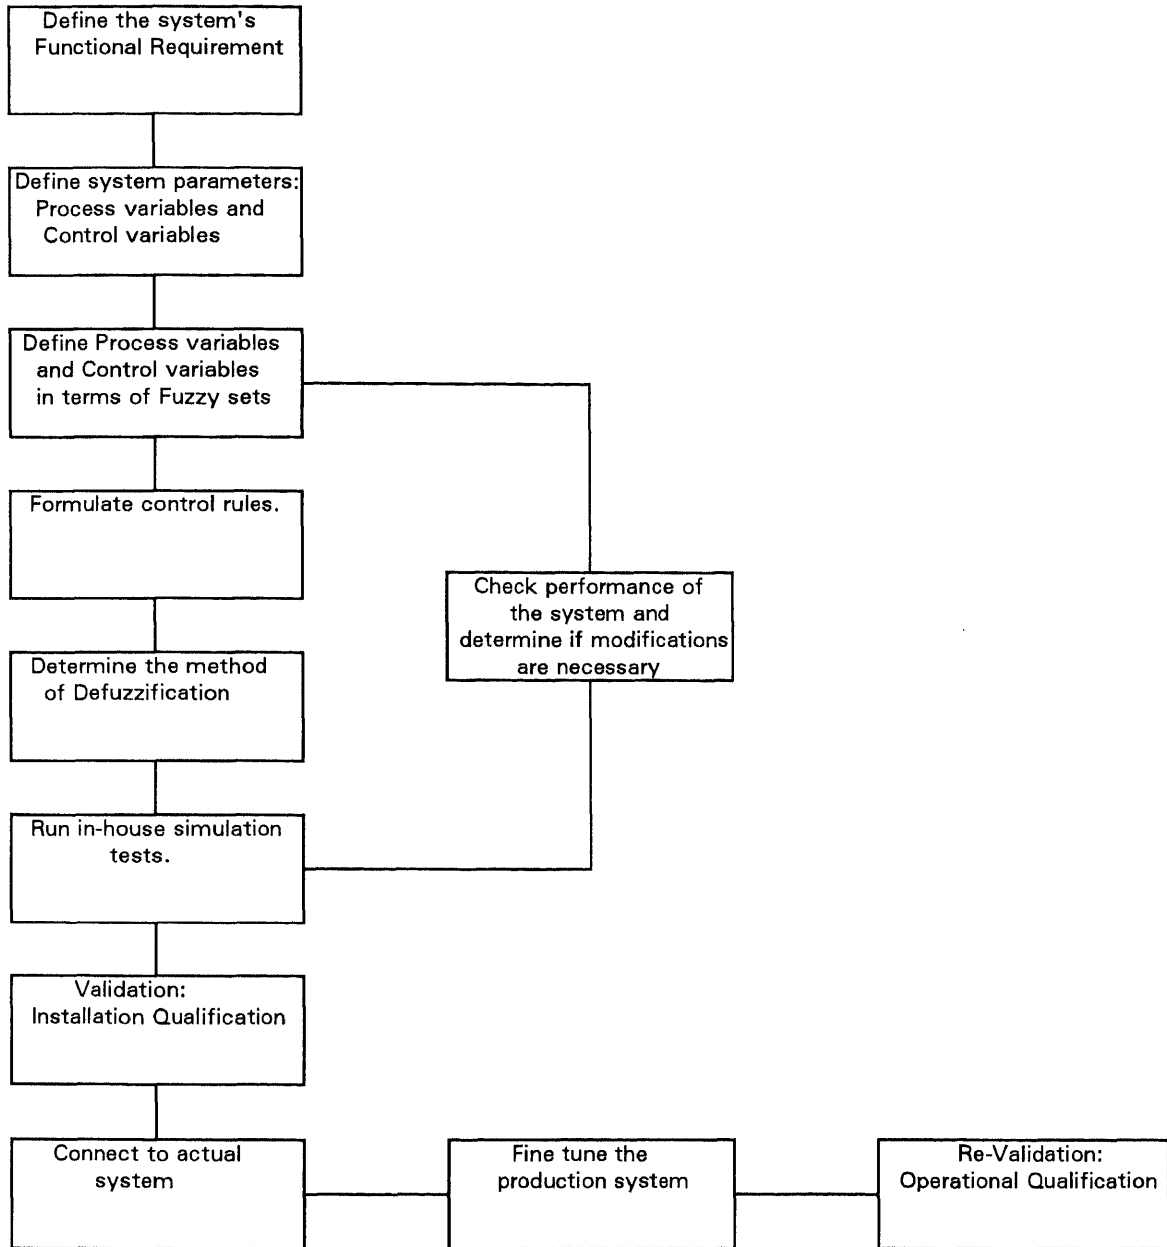 Define the system's
Functional Requirement
Define system parameters:
Process variables and
Control variables
Define Process variables
and Control variables
in terms of Fuzzy sets
Formulate control rules.
Check performance of
the system and
determine if modifications
are necessary
Determine the method
of Defuzzification
Run in-house simulation
tests.
Validation:
Installation Qualification
Connect to actual
system
Fine tune the
production system
Re-Validation:
Operational Qualification